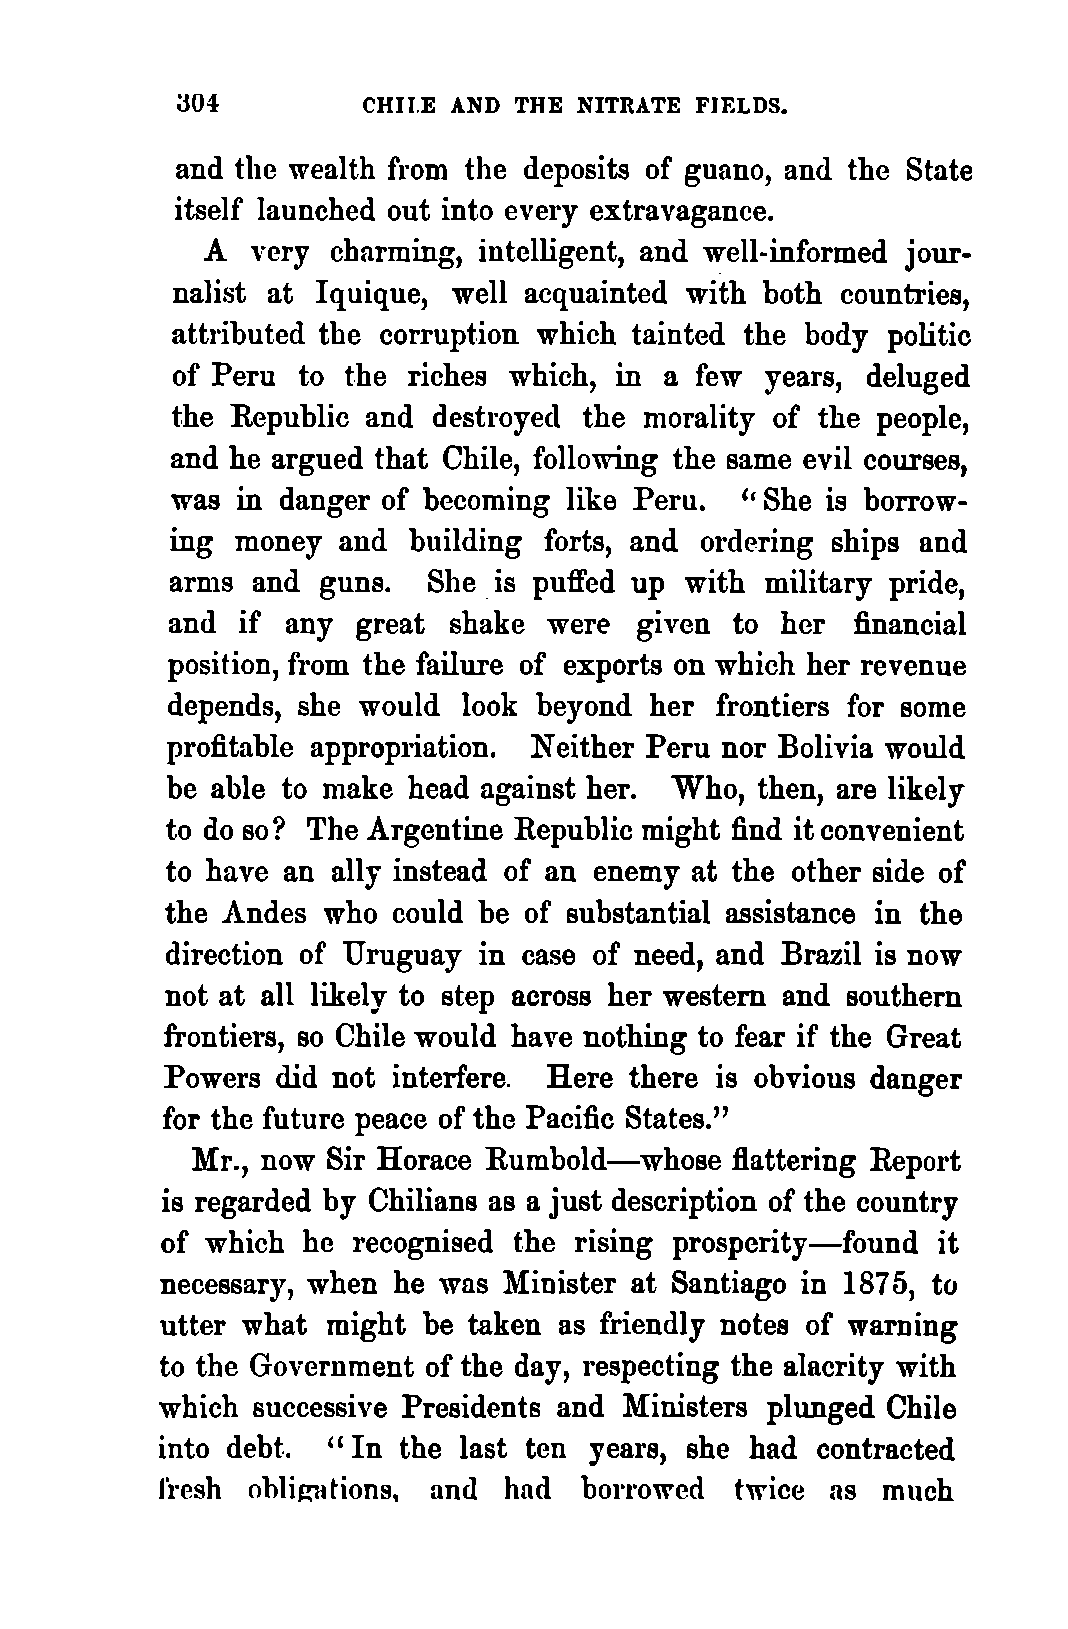 304 CHILE AND THE NITRATE FIELDS.
and the wealth from the deposits of guano, and the State
itself launched out into every extravagance.
A very charming, intelligent, and well-informed jour-
nalist at Iquique, well acquainted with both countries,
attributed the corruption which tainted the body politic
of Peru to the riches which, in a few years, deluged
the Republic and destroyed the morality of the people,
and he argued that Chile, following the same evil courses,
was in danger of becoming like Peru. "She is borrow-
ing money and building forts, and ordering ships and
arms and guns. She is puffed up with military pride,
and if any great shake were given to her financial
position, from the failure of exports on which her revenue
depends, she would look beyond her frontiers for some
profitable appropriation. Neither Peru nor Bolivia would
be able to make head against her. Who, then, are likely
to do so? The Argentine Republic might find it convenient
to have an ally instead of an enemy at the other side of
the Andes who could be of substantial assistance in the
direction of Uruguay in case of need, and Brazil is now
not at all likely to step across her western and southern
frontiers, so Chile would have nothing to fear if the Great
Powers did not interfere. Here there is obvious danger
for the future peace of the Pacific States."
Mr., now Sir Horace Rumbold—whose flattering Report
is regarded by Chilians as a just description of the country
of which he recognised the rising prosperity—found it
necessary, when he was Minister at Santiago in 1875, to
utter what might be taken as friendly notes of warning
to the Government of the day, respecting the alacrity with
which successive Presidents and Ministers plunged Chile
into debt. "In the last ten years, she had contracted
fresh obligations, and had borrowed twice as much